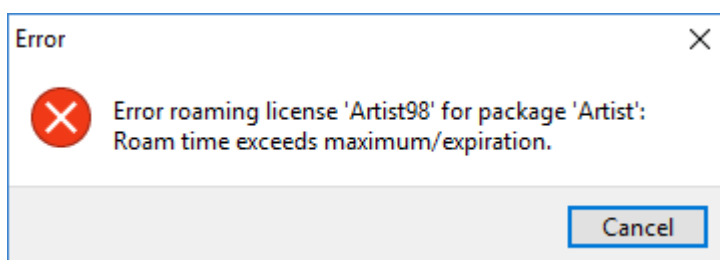 Error
Error roaming license 'Artist98' for package 'Artist':
Roam time exceeds maximum/expiration.
Cancel